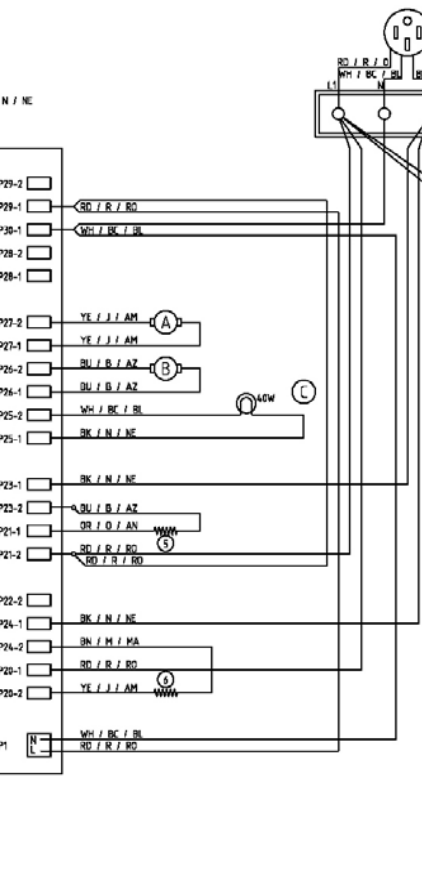 RD / R / O
WH / BC / BL
L1
N
N / NE
P29-2
P29-1
RD / R / RO
P30-1
WH / BC / BL
P28-2
P28-1
P27-2
YE / J / AM
A
P27-1
YE / J / AM
P26-2
BU / B / AZ
B
P26-1
BU / B / AZ
40W
C
P25-2
WH / BC / BL
P25-1
BK / N / NE
P23-1
BK / N / NE
P23-2
BU / B / AZ
P21-1
OR / O / AN
5
P21-2
RD / R / RO
RD / R / RO
P22-2
P24-1
BK / N / NE
P24-2
BN / M / MA
P20-1
RD / R / RO
6
P20-2
YE / J / AM
P1
N
WH / BC / BL
L
RD / R / RO